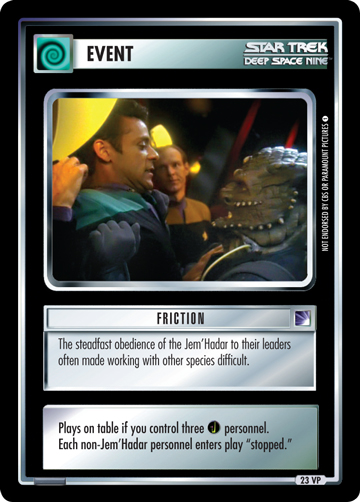 EVENT
STAR TREK
DEEP SPACE NINE™
NOT ENDORSED BY CBS OR PARAMOUNT PICTURES
FRICTION
The steadfast obedience of the Jem'Hadar to their leaders
often made working with other species difficult.
Plays on table if you control three personnel.
Each non-Jem'Hadar personnel enters play “stopped.”
23 VP